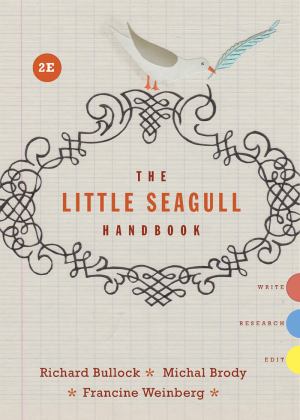 2E
THE
LITTLE SEAGULL
HANDBOOK
WRITE
RESEARCH
EDIT
Richard Bullock * Michal Brody
* Francine Weinberg *